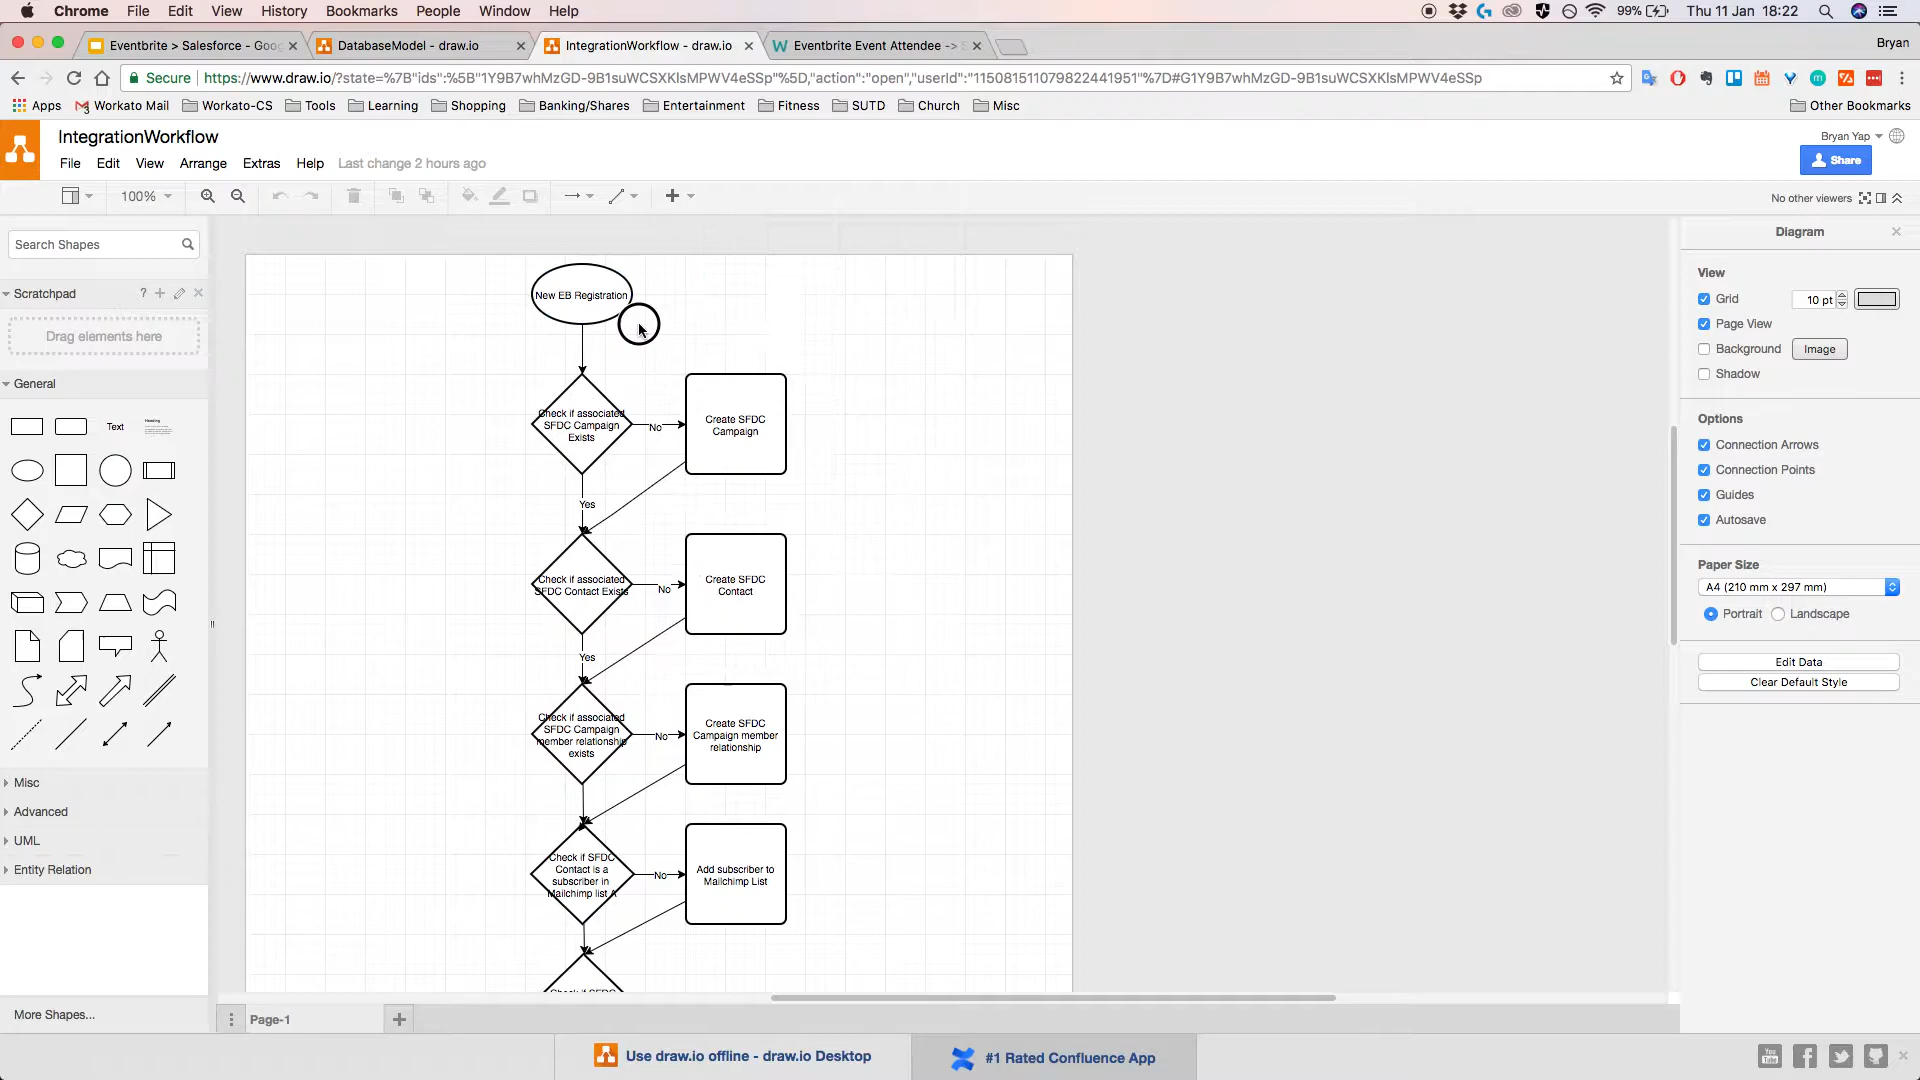 Chrome File Edit View History Bookmarks People Window Help 99% Thu 11 Jan 18:22
Eventbrite > Salesforce - Goog DatabaseModel - draw.io IntegrationWorkflow - draw.io Eventbrite Event Attendee -> S Bryan
Secure https://www.draw.io/?state=%7B"ids":%5B"1Y9B7whMzGD-9B1suWCSXKlsMPWV4eSSp"%5D,"action":"open","userId":"115081511079822441951"%7D#G1Y9B7whMzGD-9B1suWCSXKlsMPWV4eSSp
Apps Workato Mail Workato-CS Tools Learning Shopping Banking/Shares Entertainment Fitness SUTD Church Misc Other Bookmarks
IntegrationWorkflow Bryan Yap
File Edit View Arrange Extras Help Last change 2 hours ago Share
100% No other viewers
Search Shapes
Scratchpad ?
Drag elements here
General
Text
Heading
Misc
Advanced
UML
Entity Relation
More Shapes...
New EB Registration
Check if associated
SFDC Campaign
Exists
No
Create SFDC
Campaign
Yes
Check if associated
SFDC Contact Exists
No
Create SFDC
Contact
Yes
Check if associated
SFDC Campaign
member relationship
exists
No
Create SFDC
Campaign member
relationship
Check if SFDC
Contact is a
subscriber in
Mailchimp list A
No
Add subscriber to
Mailchimp List
Check if SFDC
Diagram
View
Grid 10 pt
Page View
Background Image
Shadow
Options
Connection Arrows
Connection Points
Guides
Autosave
Paper Size
A4 (210 mm x 297 mm)
Portrait Landscape
Edit Data
Clear Default Style
Page-1
Use draw.io offline - draw.io Desktop #1 Rated Confluence App
You
Tube